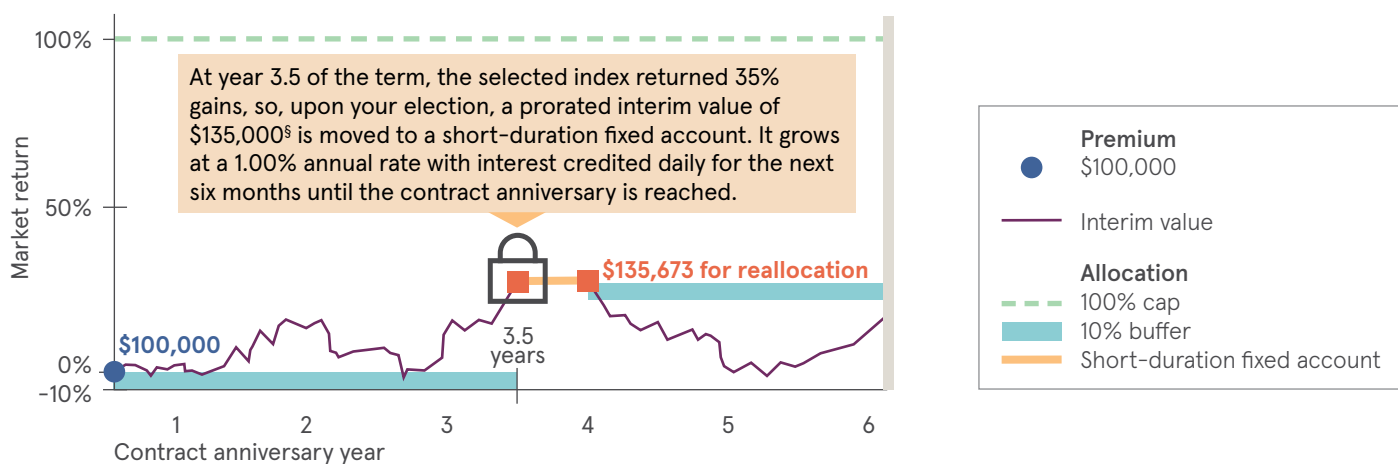 100%
At year 3.5 of the term, the selected index returned 35%
gains, so, upon your election, a prorated interim value of
$135,000§ is moved to a short-duration fixed account. It grows
at a 1.00% annual rate with interest credited daily for the next
six months until the contract anniversary is reached.
Market return
50%
$135,673 for reallocation
$100,000
3.5
years
0%
-10%
1 2 3 4 5 6
Contract anniversary year
Premium
$100,000
Interim value
Allocation
100% cap
10% buffer
Short-duration fixed account